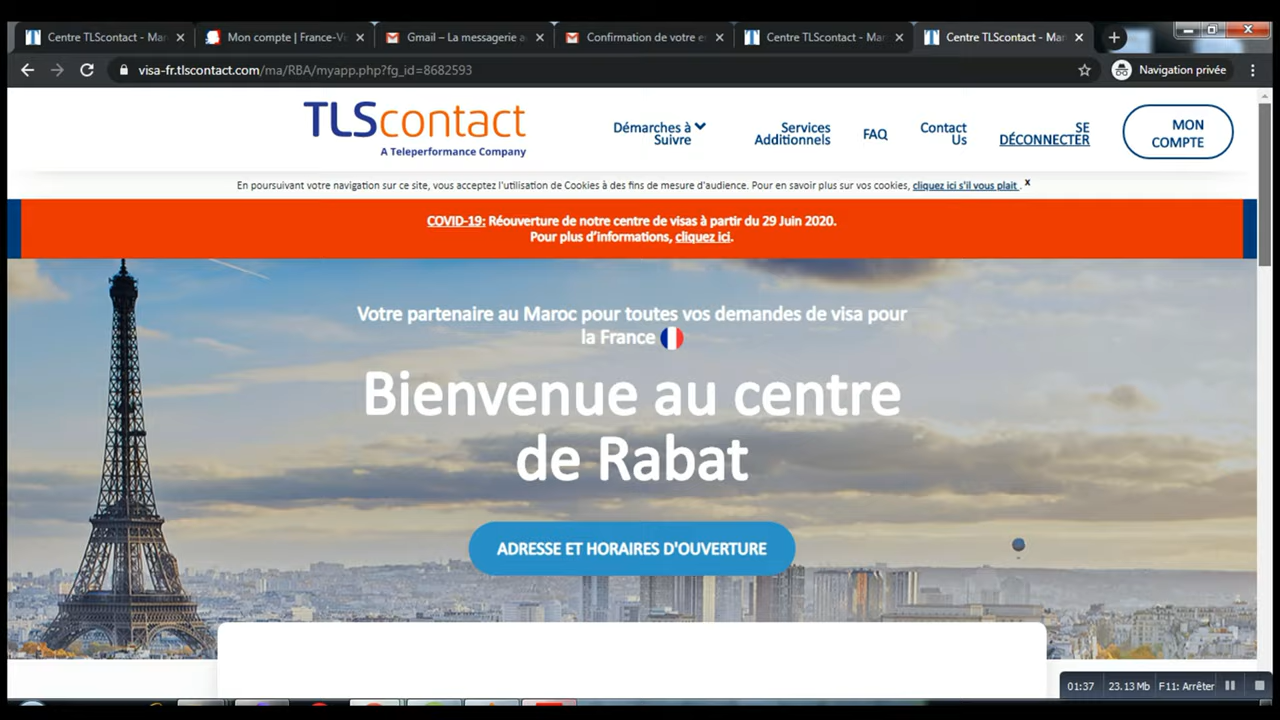 Centre TLScontact - Mar
Mon compte | France-Vi
Gmail – La messagerie a
Confirmation de votre e
Centre TLScontact - Mar
Centre TLScontact - Mar
visa-fr.tlscontact.com/ma/RBA/myapp.php?fg_id=8682593
Navigation privée
TLScontact
A Teleperformance Company
Démarches à
Suivre
Services
Additionnels
FAQ
Contact
Us
SE
DÉCONNECTER
MON
COMPTE
En poursuivant votre navigation sur ce site, vous acceptez l'utilisation de Cookies à des fins de mesure d'audience. Pour en savoir plus sur vos cookies, cliquez ici s'il vous plait . x
COVID-19: Réouverture de notre centre de visas à partir du 29 Juin 2020.
Pour plus d'informations, cliquez ici.
Votre partenaire au Maroc pour toutes vos demandes de visa pour
la France
Bienvenue au centre
de Rabat
ADRESSE ET HORAIRES D'OUVERTURE
01:37 23.13 Mb F11: Arrêter